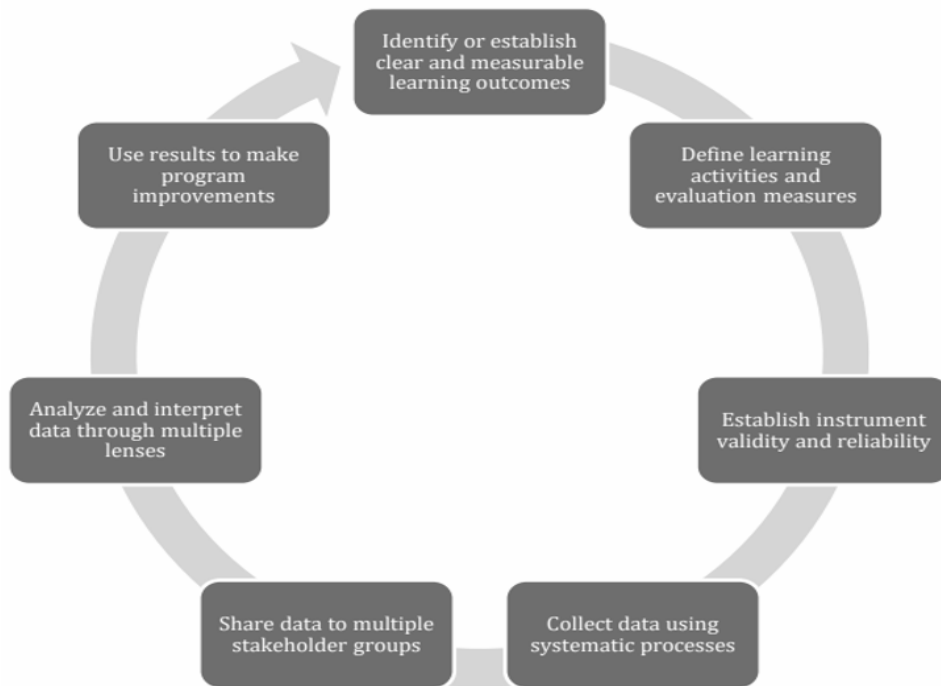 Identify or establish
clear and measurable
learning outcomes
Define learning
activities and
evaluation measures
Establish instrument
validity and reliability
Collect data using
systematic processes
Share data to multiple
stakeholder groups
Analyze and interpret
data through multiple
lenses
Use results to make
program
improvements